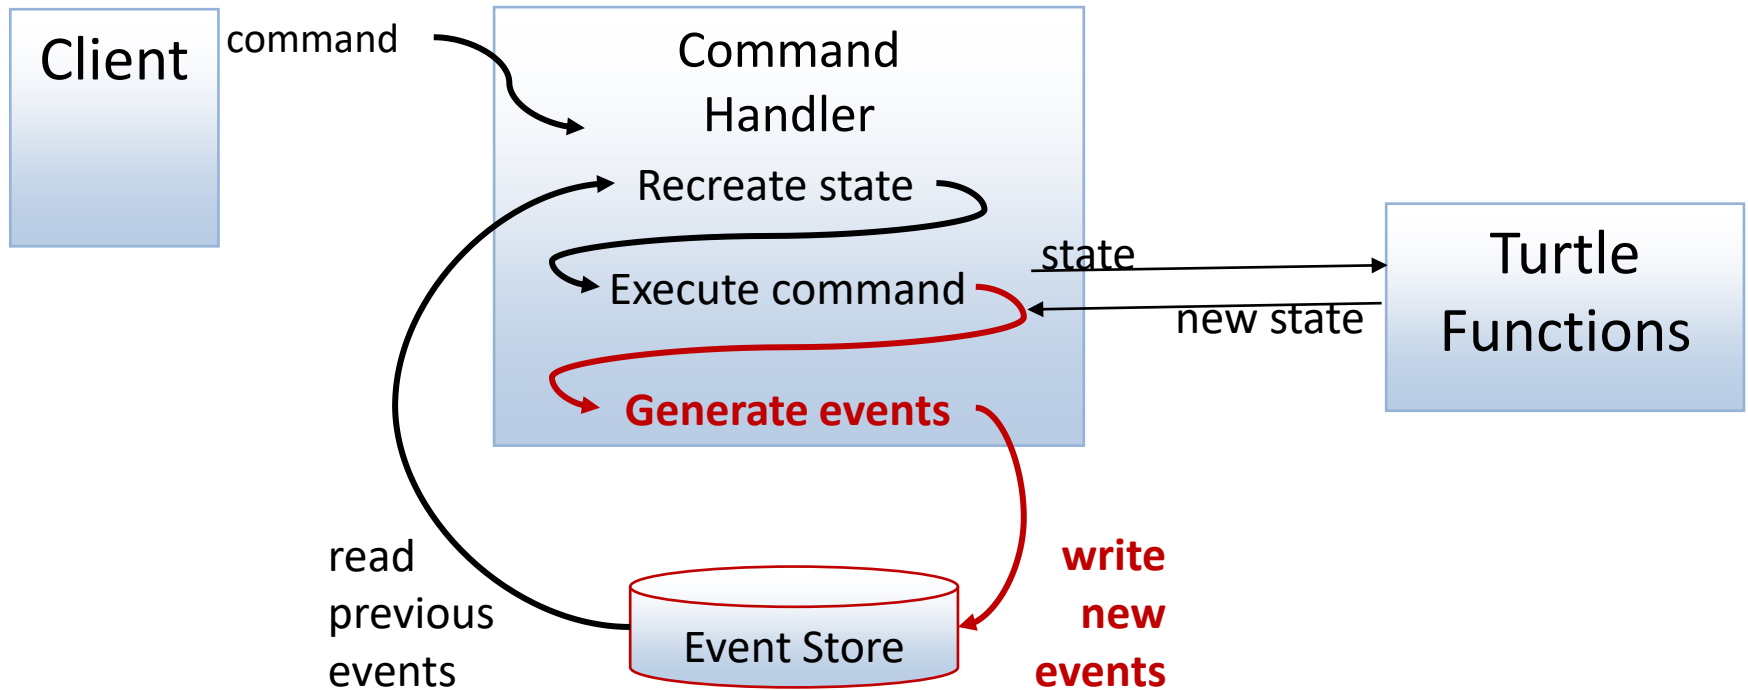 Client
command
Command
Handler
Recreate state
Execute command
Generate events
state
new state
Turtle
Functions
read
previous
events
Event Store
write
new
events